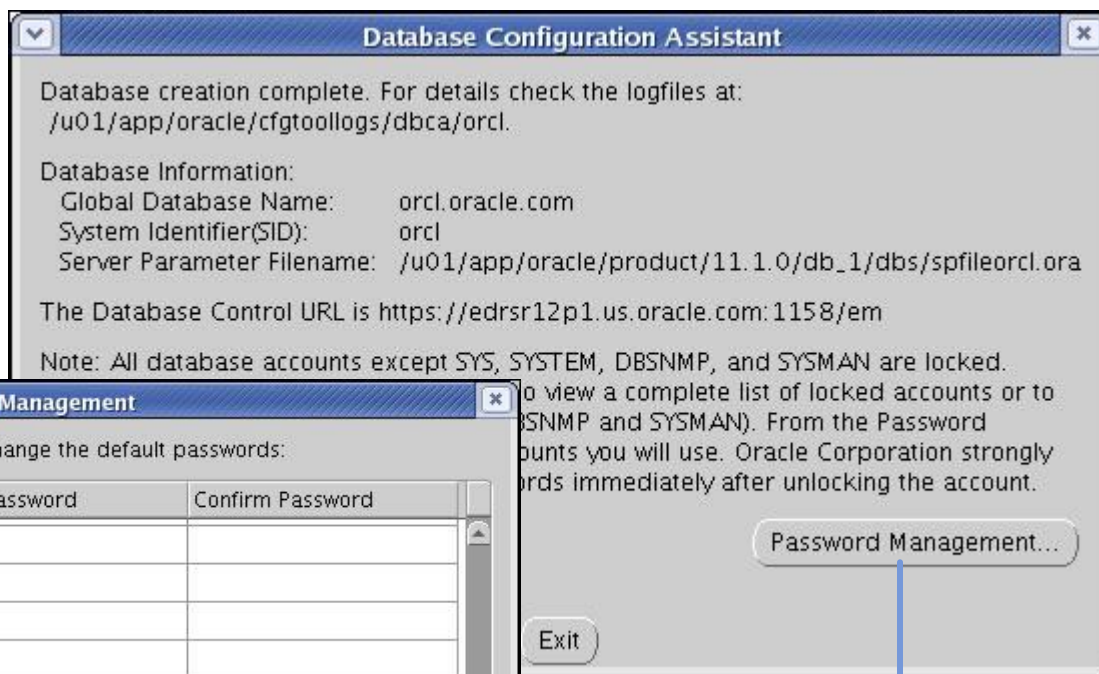 Database Configuration Assistant
Database creation complete. For details check the logfiles at:
/u01/app/oracle/cfgtoollogs/dbca/orcl.
Database Information:
Global Database Name: orcl.oracle.com
System Identifier(SID): orcl
Server Parameter Filename: /u01/app/oracle/product/11.1.0/db_1/dbs/spfileorcl.ora
The Database Control URL is https://edrsr12p1.us.oracle.com:1158/em
Note: All database accounts except SYS, SYSTEM, DBSNMP, and SYSMAN are locked.
o view a complete list of locked accounts or to
BSNMP and SYSMAN). From the Password
ounts you will use. Oracle Corporation strongly
rds immediately after unlocking the account.
Password Management...
Exit
Management
hange the default passwords:
assword Confirm Password